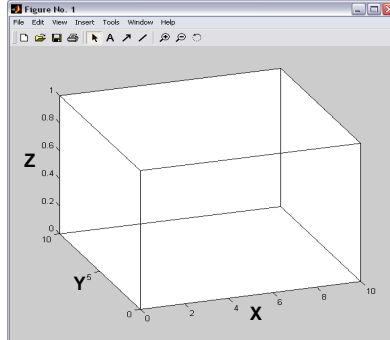 Figure No. 1
File Edit View Insert Tools Window Help
A
1
0.8
0.6
Z
0.4
0.2
0
10
Y 5
0 0 2 4 X 6 8 10